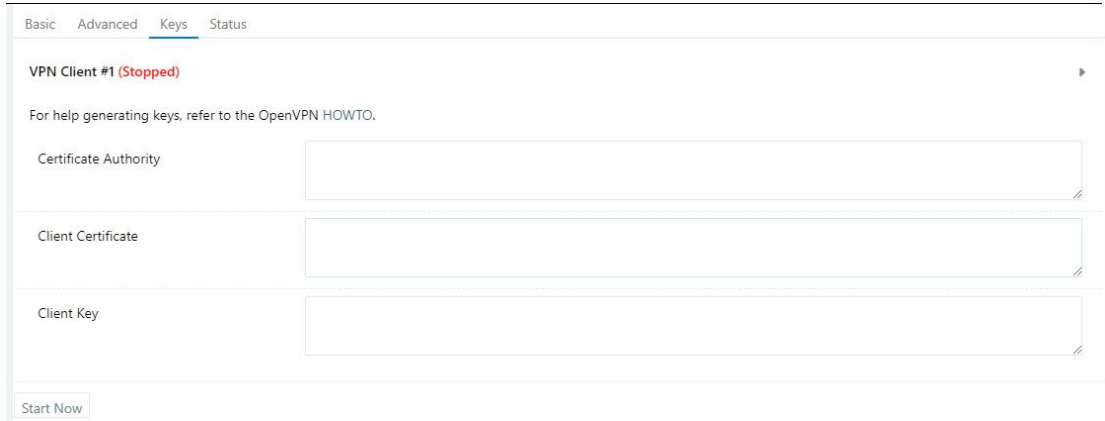 Basic Advanced Keys Status
VPN Client #1 (Stopped)
For help generating keys, refer to the OpenVPN HOWTO.
Certificate Authority
Client Certificate
Client Key
Start Now